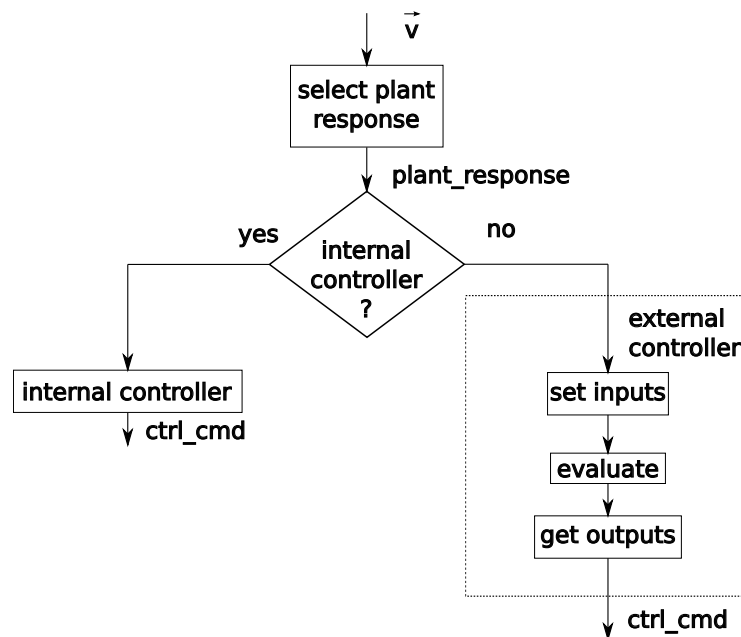 v
select plant
response
plant_response
yes
no
internal
controller
?
external
controller
internal controller
ctrl_cmd
set inputs
evaluate
get outputs
ctrl_cmd